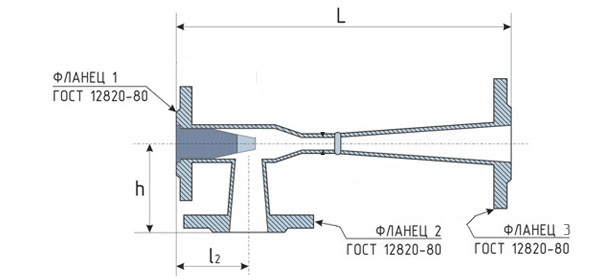 L
ФЛАНЕЦ 1
ГОСТ 12820-80
h
l₂
ФЛАНЕЦ 2
ГОСТ 12820-80
ФЛАНЕЦ 3
ГОСТ 12820-80